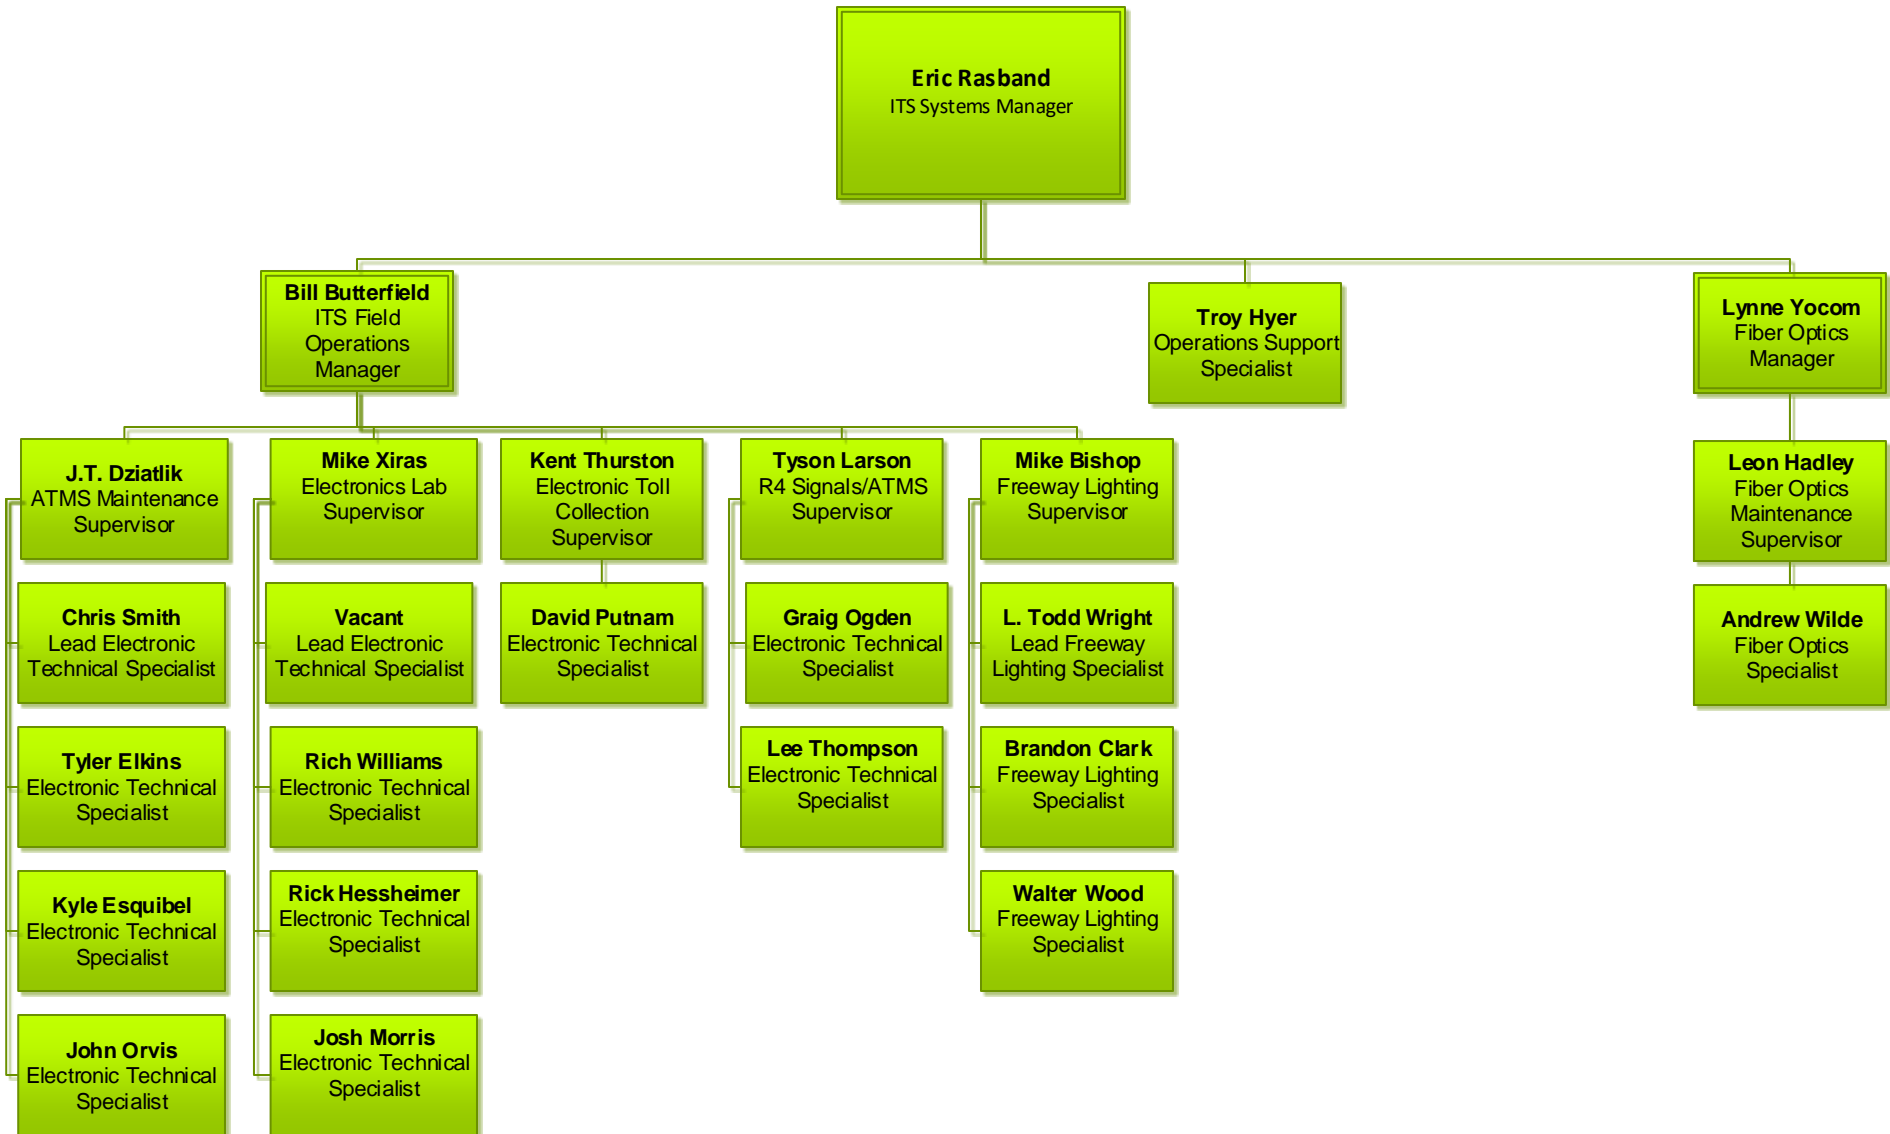 Eric Rasband
ITS Systems Manager
Bill Butterfield
ITS Field
Operations
Manager
Troy Hyer
Operations Support
Specialist
Lynne Yocom
Fiber Optics
Manager
J.T. Dziatlik
ATMS Maintenance
Supervisor
Mike Xiras
Electronics Lab
Supervisor
Kent Thurston
Electronic Toll
Collection
Supervisor
Tyson Larson
R4 Signals/ATMS
Supervisor
Mike Bishop
Freeway Lighting
Supervisor
Leon Hadley
Fiber Optics
Maintenance
Supervisor
Chris Smith
Lead Electronic
Technical Specialist
Vacant
Lead Electronic
Technical Specialist
David Putnam
Electronic Technical
Specialist
Graig Ogden
Electronic Technical
Specialist
L. Todd Wright
Lead Freeway
Lighting Specialist
Andrew Wilde
Fiber Optics
Specialist
Tyler Elkins
Electronic Technical
Specialist
Rich Williams
Electronic Technical
Specialist
Lee Thompson
Electronic Technical
Specialist
Brandon Clark
Freeway Lighting
Specialist
Kyle Esquibel
Electronic Technical
Specialist
Rick Hessheimer
Electronic Technical
Specialist
Walter Wood
Freeway Lighting
Specialist
John Orvis
Electronic Technical
Specialist
Josh Morris
Electronic Technical
Specialist